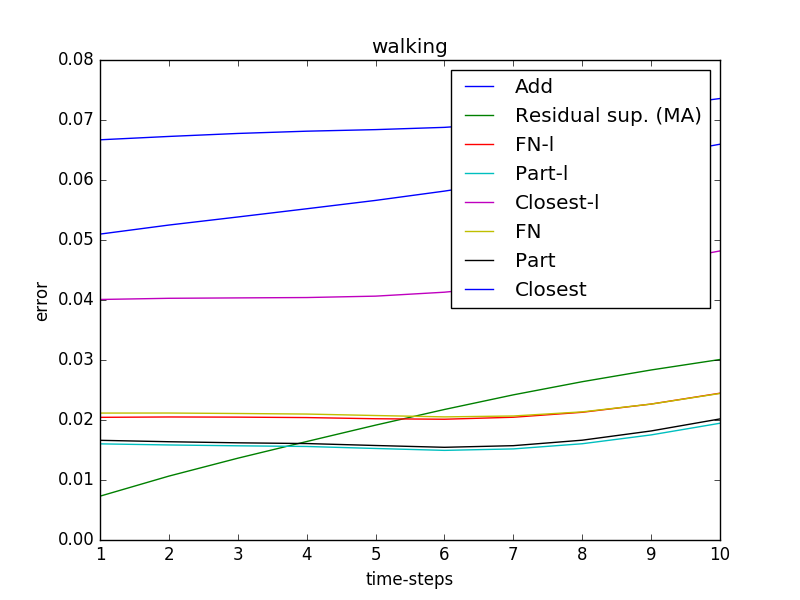 walking
0.08
0.07
0.06
0.05
0.04
0.03
0.02
0.01
0.00
error
Add
Residual sup. (MA)
FN-l
Part-l
Closest-l
FN
Part
Closest
1 2 3 4 5 6 7 8 9 10
time-steps